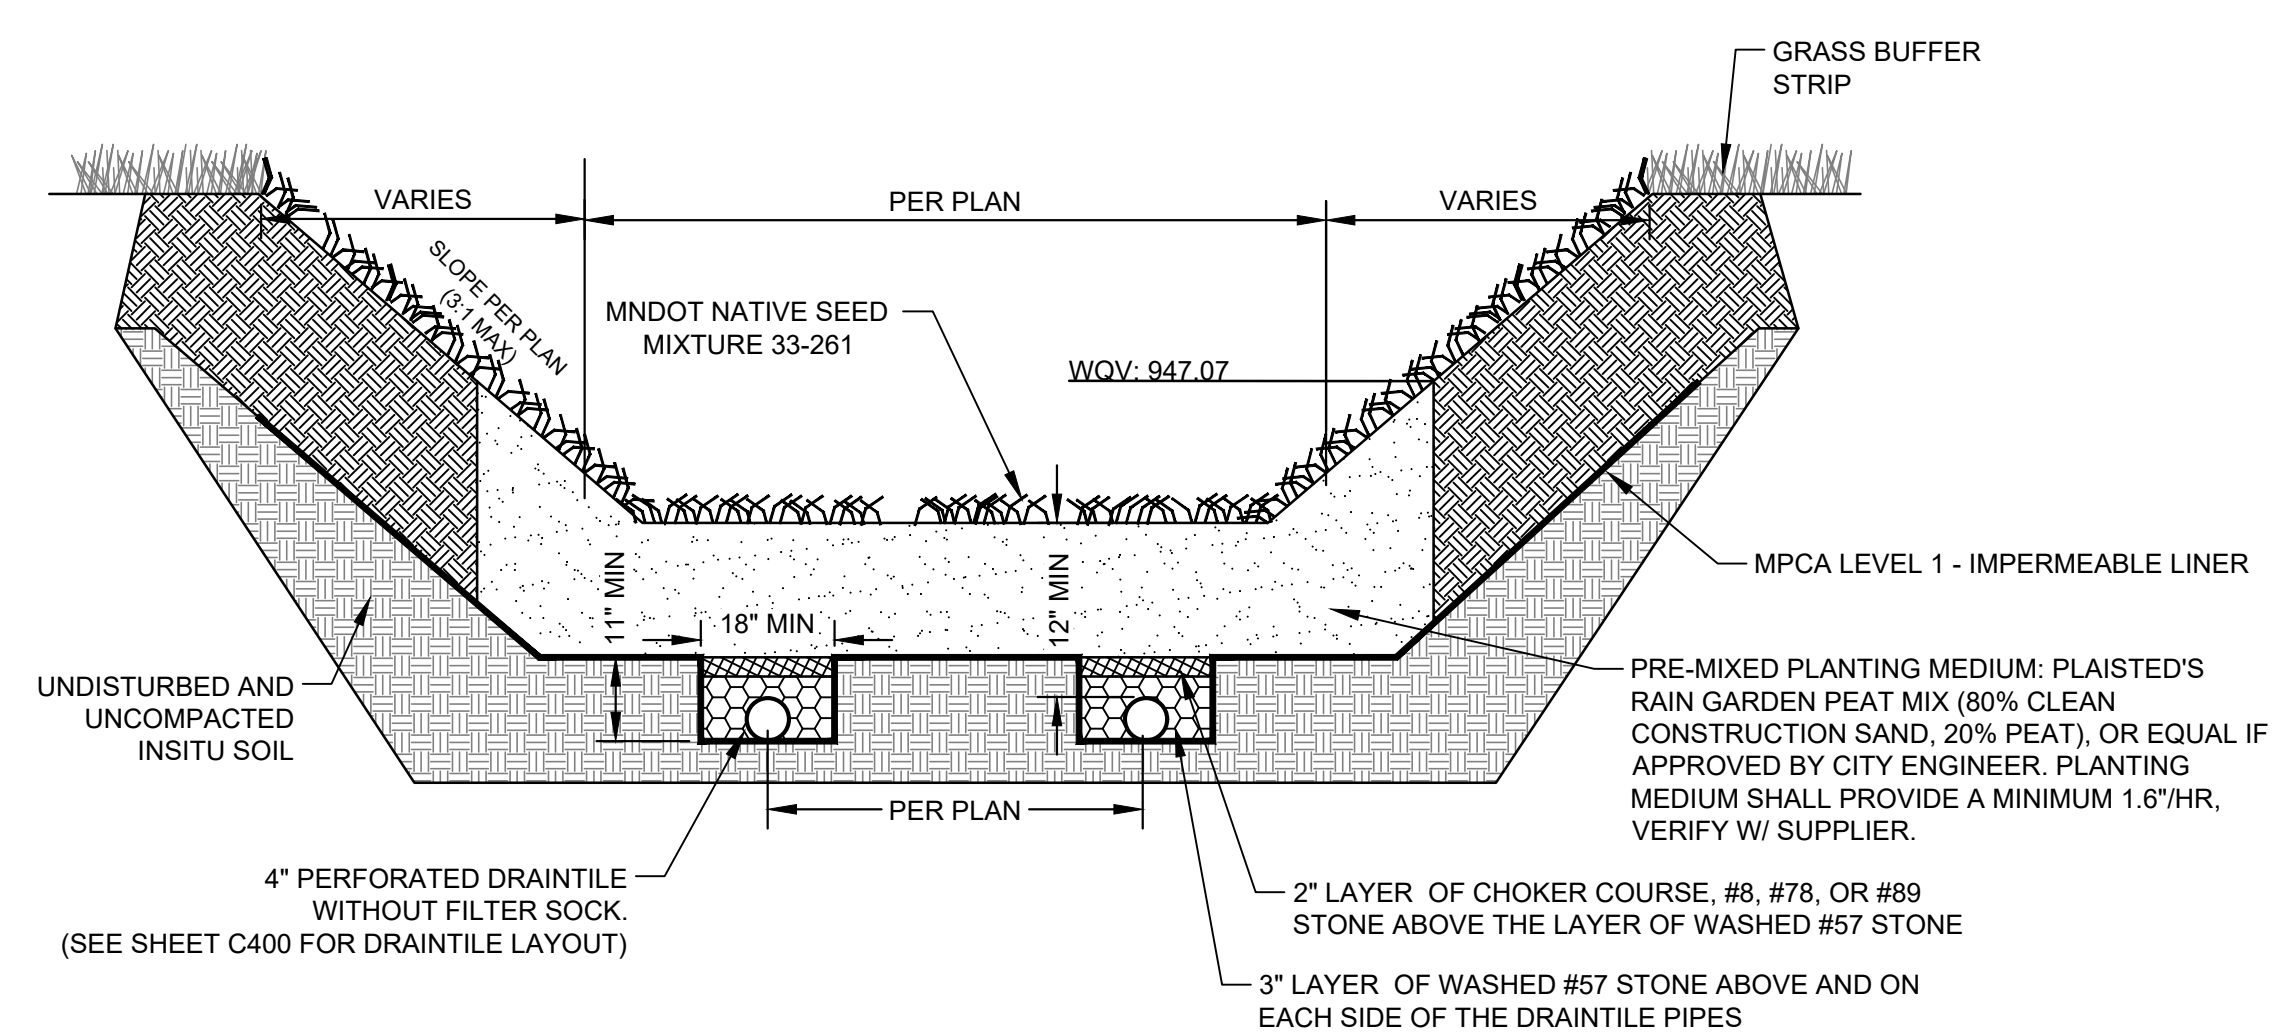 GRASS BUFFER
STRIP
VARIES
PER PLAN
VARIES
SLOPE PER PLAN
(3:1 MAX)
MNDOT NATIVE SEED
MIXTURE 33-261
WQV: 947.07
11" MIN
18" MIN
12" MIN
MPCA LEVEL 1 - IMPERMEABLE LINER
UNDISTURBED AND
UNCOMPACTED
INSITU SOIL
PRE-MIXED PLANTING MEDIUM: PLAISTED'S
RAIN GARDEN PEAT MIX (80% CLEAN
CONSTRUCTION SAND, 20% PEAT), OR EQUAL IF
APPROVED BY CITY ENGINEER. PLANTING
MEDIUM SHALL PROVIDE A MINIMUM 1.6"/HR,
VERIFY W/ SUPPLIER.
PER PLAN
4" PERFORATED DRAINTILE
WITHOUT FILTER SOCK.
(SEE SHEET C400 FOR DRAINTILE LAYOUT)
2" LAYER OF CHOKER COURSE, #8, #78, OR #89
STONE ABOVE THE LAYER OF WASHED #57 STONE
3" LAYER OF WASHED #57 STONE ABOVE AND ON
EACH SIDE OF THE DRAINTILE PIPES